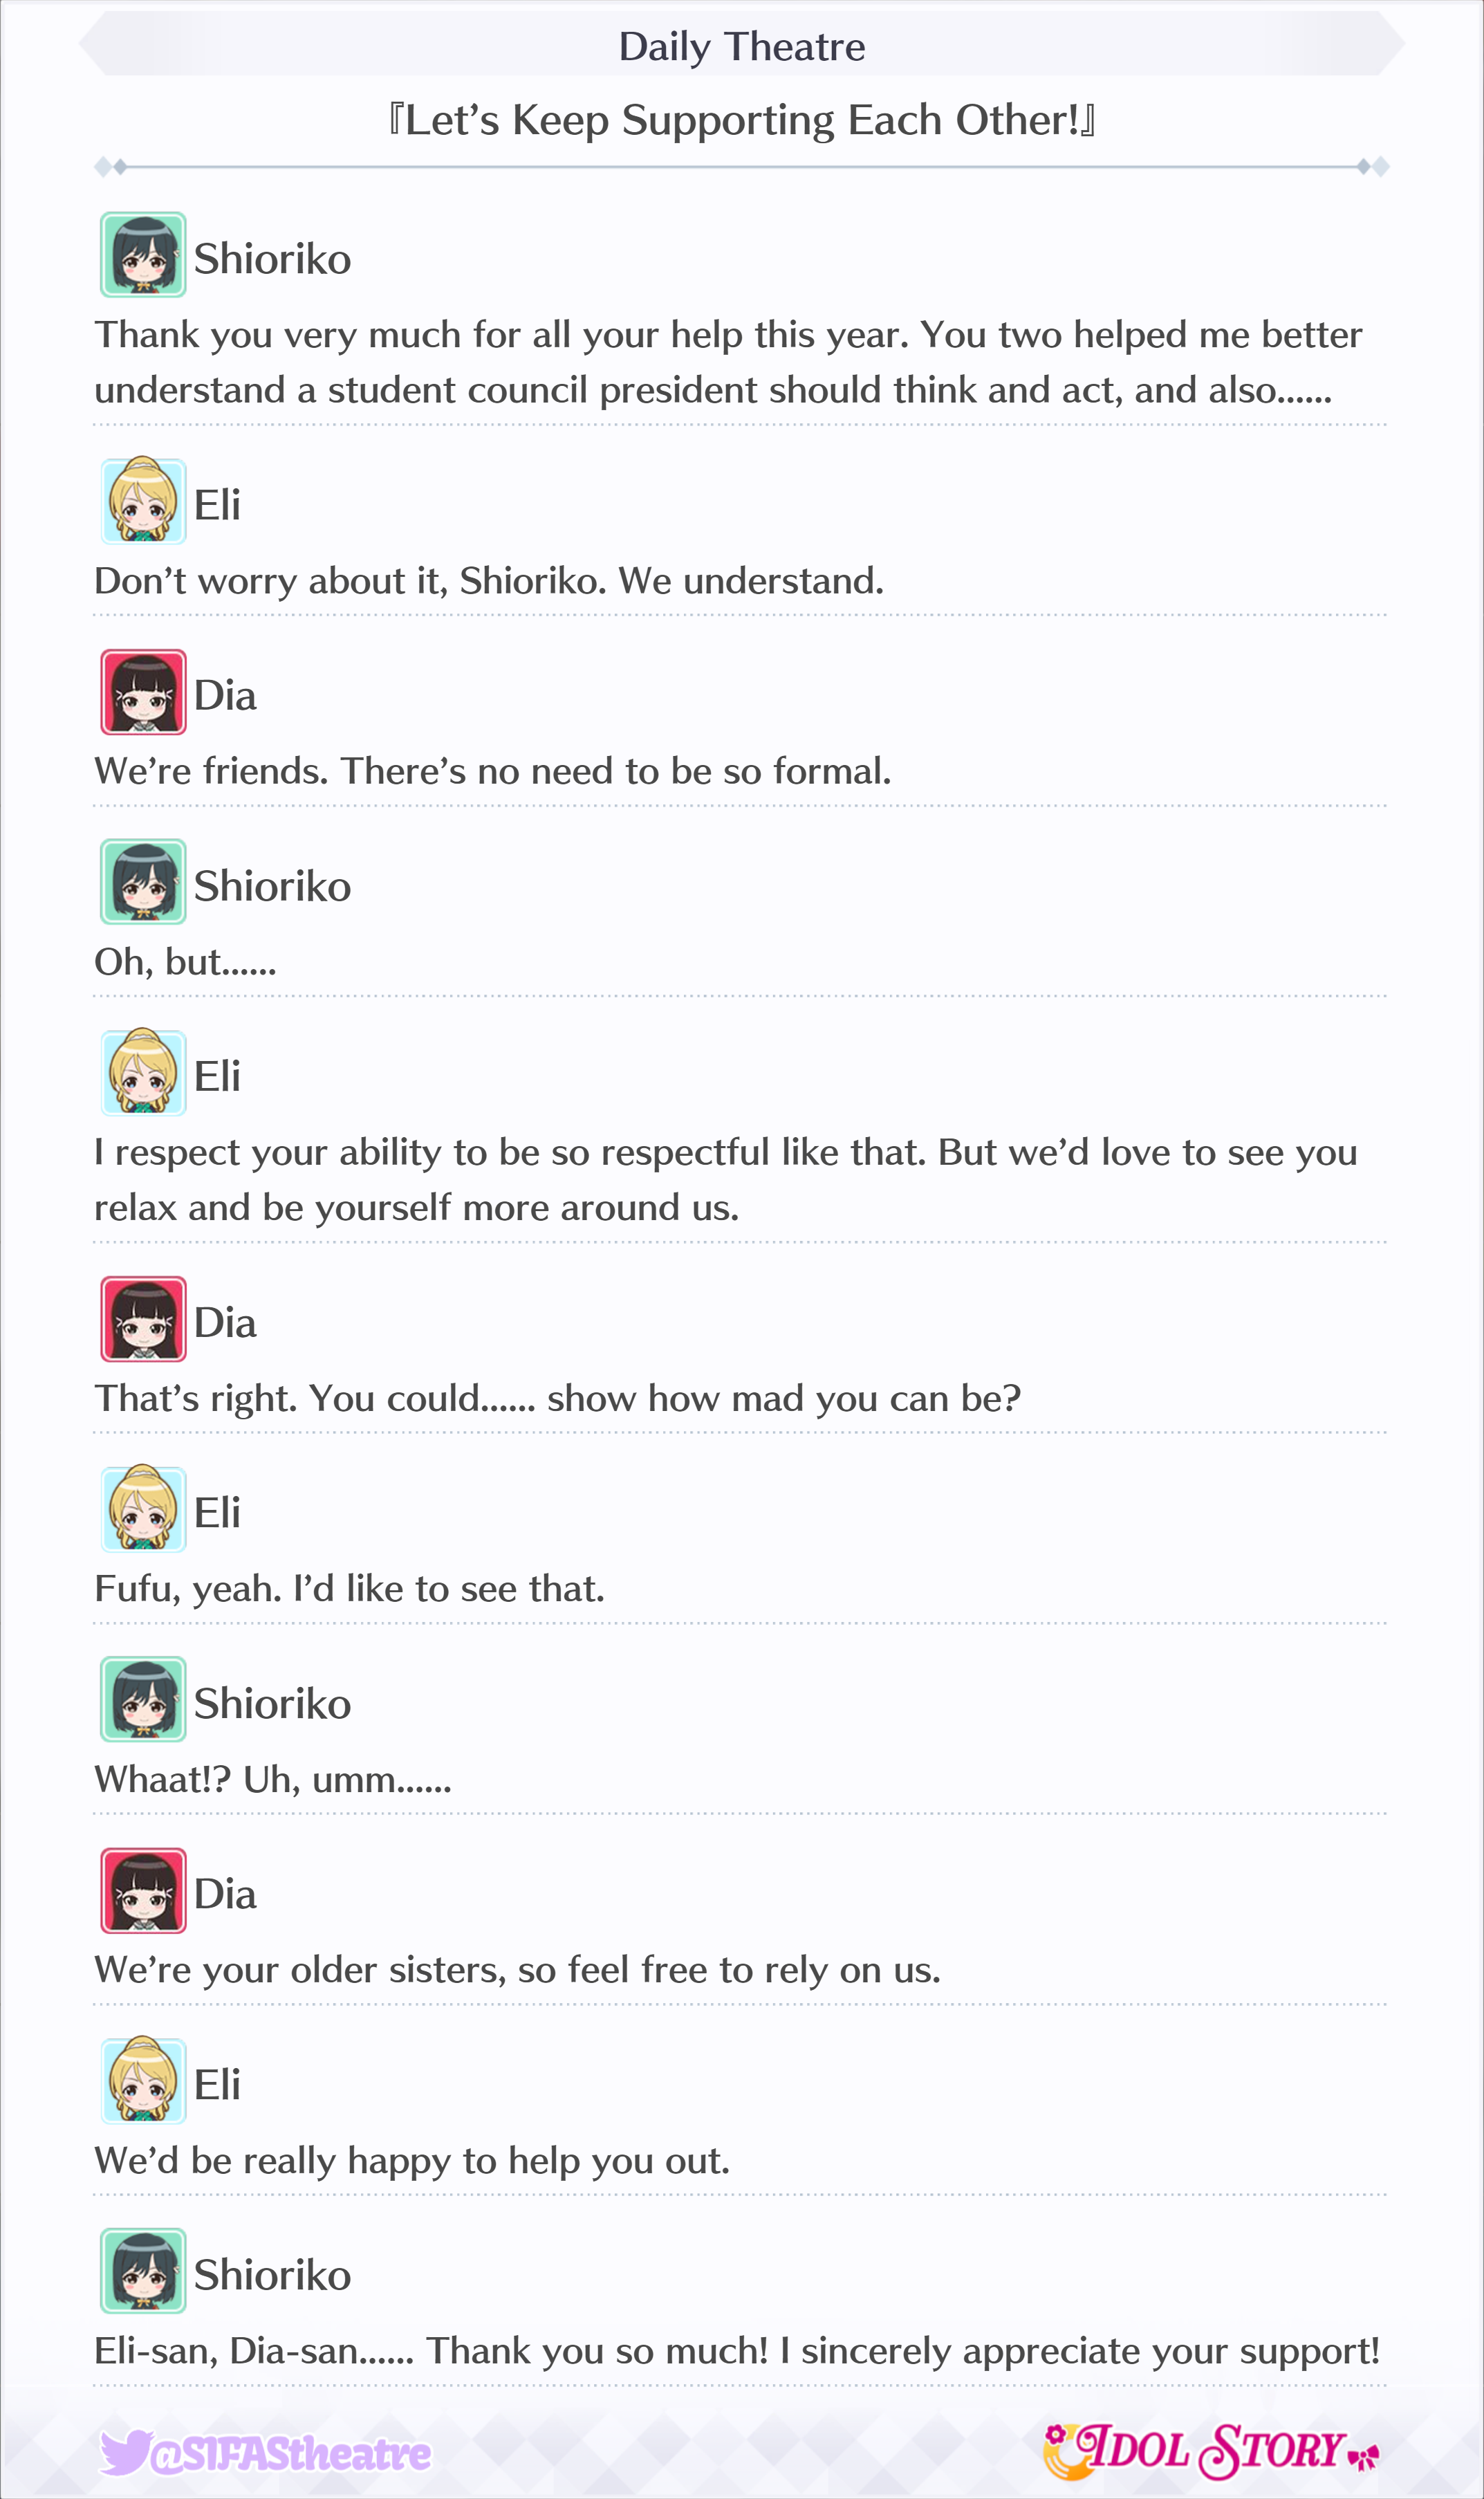 Daily Theatre
『Let’s Keep Supporting Each Other!』
Shioriko
Thank you very much for all your help this year. You two helped me better
understand a student council president should think and act, and also......
Eli
Don’t worry about it, Shioriko. We understand.
Dia
We’re friends. There’s no need to be so formal.
Shioriko
Oh, but......
Eli
I respect your ability to be so respectful like that. But we’d love to see you
relax and be yourself more around us.
Dia
That’s right. You could...... show how mad you can be?
Eli
Fufu, yeah. I’d like to see that.
Shioriko
Whaat!? Uh, umm......
Dia
We’re your older sisters, so feel free to rely on us.
Eli
We’d be really happy to help you out.
Shioriko
Eli-san, Dia-san...... Thank you so much! I sincerely appreciate your support!
@SIFAStheatre
IDOL STORY